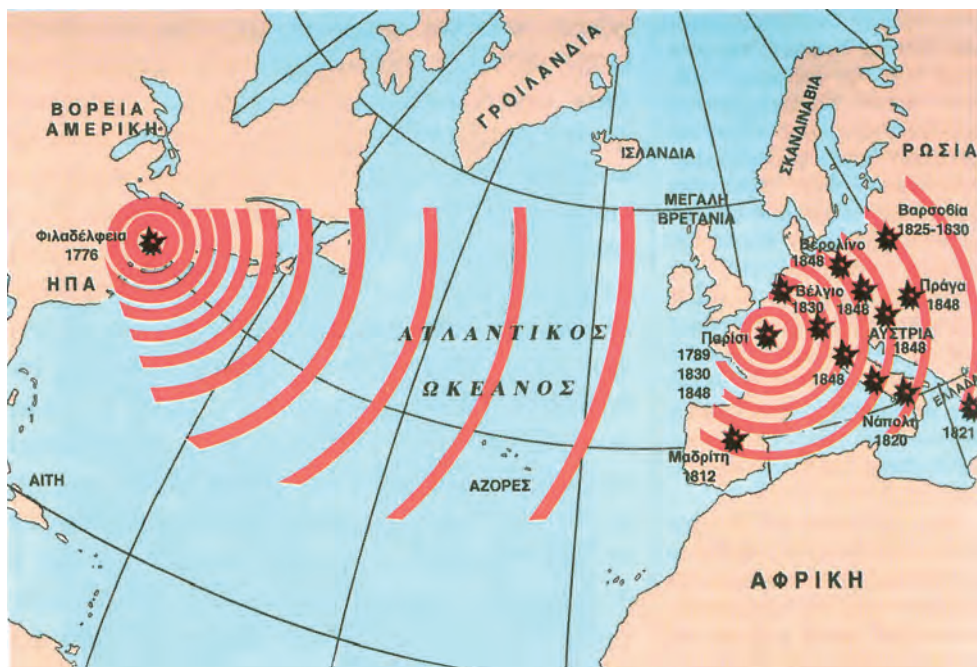 ΒΟΡΕΙΑ
ΑΜΕΡΙΚΗ
ΓΡΟΙΛΑΝΔΙΑ
ΙΣΛΑΝΔΙΑ
ΣΚΑΝΔΙΝΑΒΙΑ
ΡΩΣΙΑ
ΜΕΓΑΛΗ
ΒΡΕΤΑΝΙΑ
Φιλαδέλφεια
1776
ΗΠΑ
Βαρσοβία
1825-1830
Βερολίνο
1848
Βέλγιο
1830
1848
Πράγα
1848
ΑΤΛΑΝΤΙΚΟΣ
ΩΚΕΑΝΟΣ
Παρίσι
1789
1830
1848
ΑΥΣΤΡΙΑ
1848
1848
ΕΛΛΑΔΑ
1821
Νάπολη
1820
Μαδρίτη
1812
ΑΙΤΗ
ΑΖΟΡΕΣ
ΑΦΡΙΚΗ